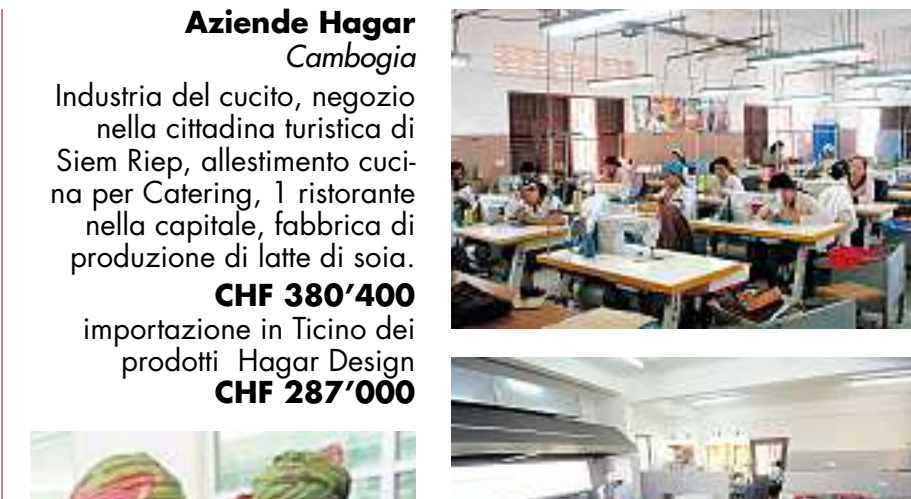 Aziende Hagar
Cambogia
Industria del cucito, negozio
nella cittadina turistica di
Siem Riep, allestimento cuci-
na per Catering, 1 ristorante
nella capitale, fabbrica di
produzione di latte di soia.
CHF 380’400
importazione in Ticino dei
prodotti  Hagar Design
CHF 287’000